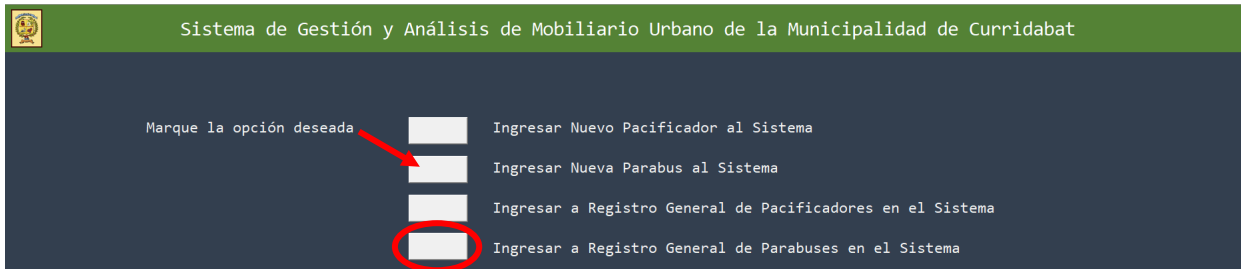 Sistema de Gestión y Análisis de Mobiliario Urbano de la Municipalidad de Curridabat
Marque la opción deseada
Ingresar Nuevo Pacificador al Sistema
Ingresar Nueva Parabus al Sistema
Ingresar a Registro General de Pacificadores en el Sistema
Ingresar a Registro General de Parabuses en el Sistema